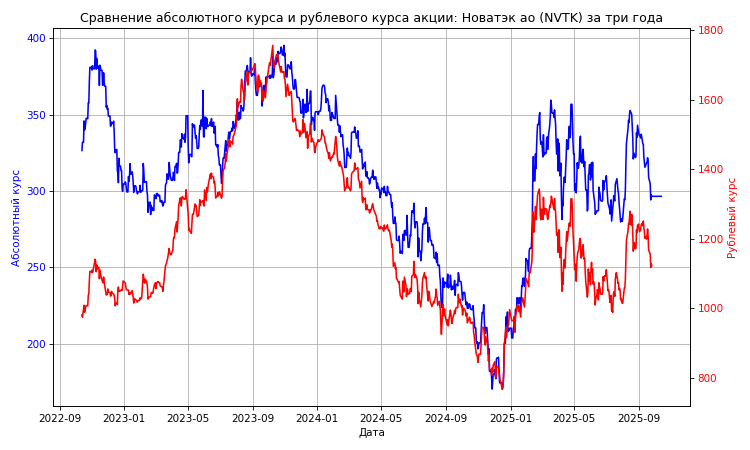 Сравнение абсолютного курса и рублевого курса акции: Новатэк ао (NVTK) за три года
400
350
300
250
200
Абсолютный курс
1800
1600
1400
1200
1000
800
Рублевый курс
2022-09 2023-01 2023-05 2023-09 2024-01 2024-05 2024-09 2025-01 2025-05 2025-09
Дата